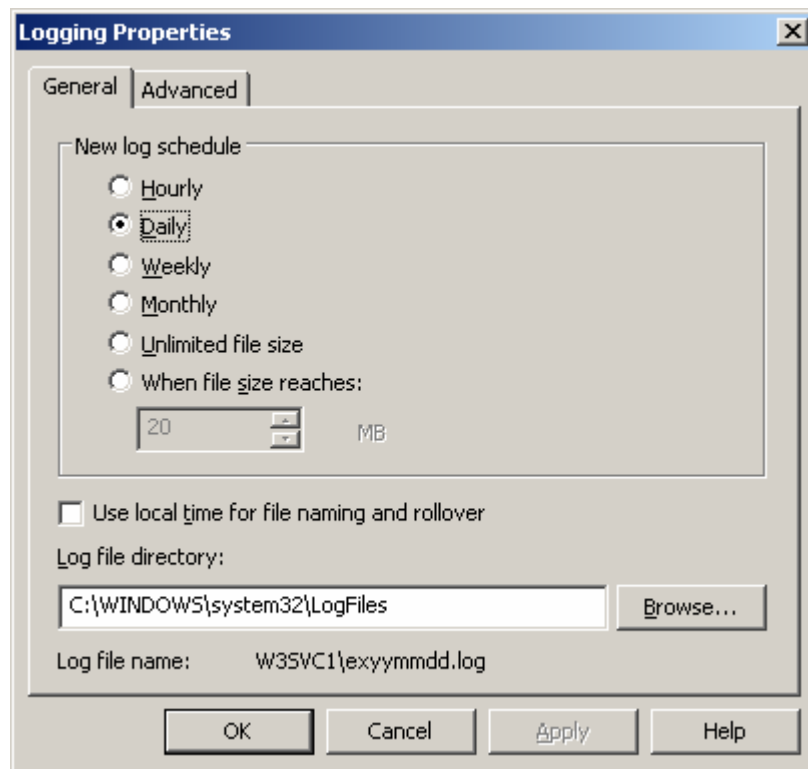 Logging Properties
General Advanced
New log schedule
Hourly
Daily
Weekly
Monthly
Unlimited file size
When file size reaches:
20 MB
Use local time for file naming and rollover
Log file directory:
C:\WINDOWS\system32\LogFiles Browse...
Log file name: W3SVC1\exyymmdd.log
OK Cancel Apply Help